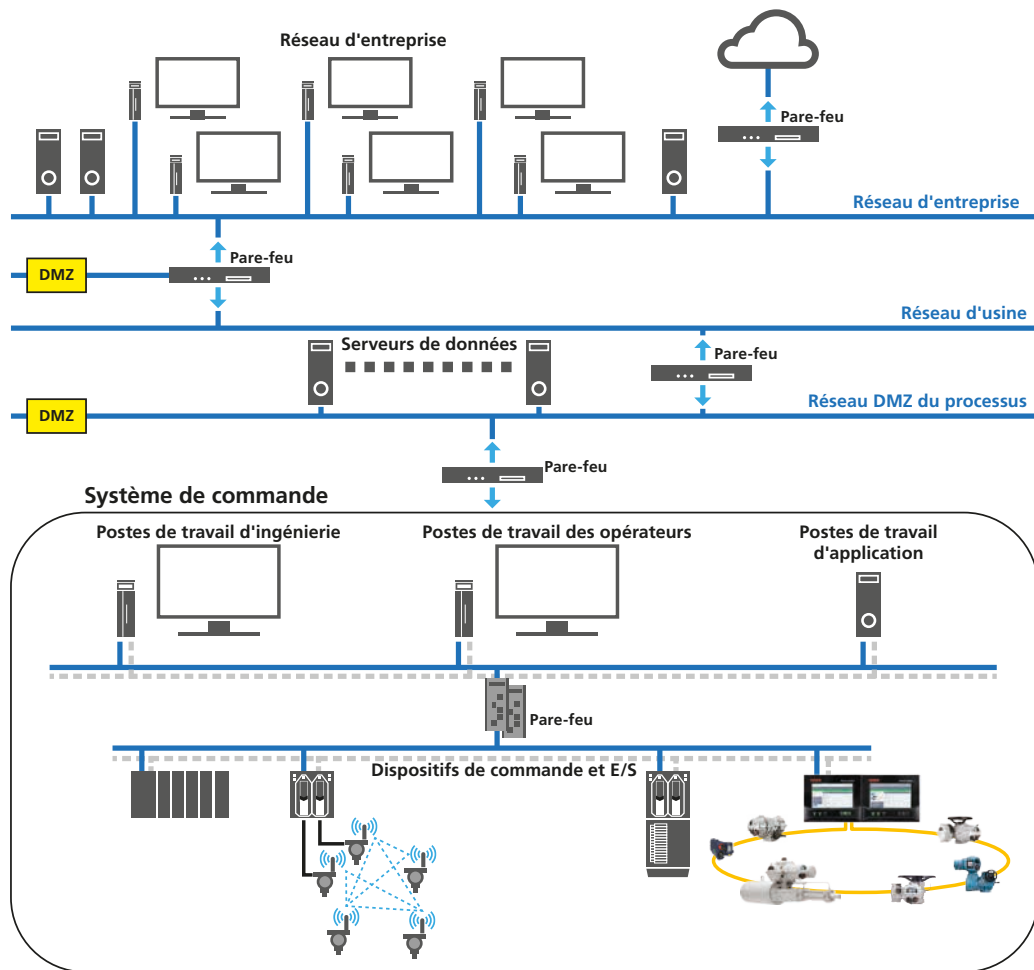 Réseau d'entreprise
Pare-feu
Réseau d'entreprise
Pare-feu
DMZ
Réseau d'usine
Serveurs de données
Pare-feu
Réseau DMZ du processus
DMZ
Pare-feu
Système de commande
Postes de travail d'ingénierie
Postes de travail des opérateurs
Postes de travail
d'application
Pare-feu
Dispositifs de commande et E/S